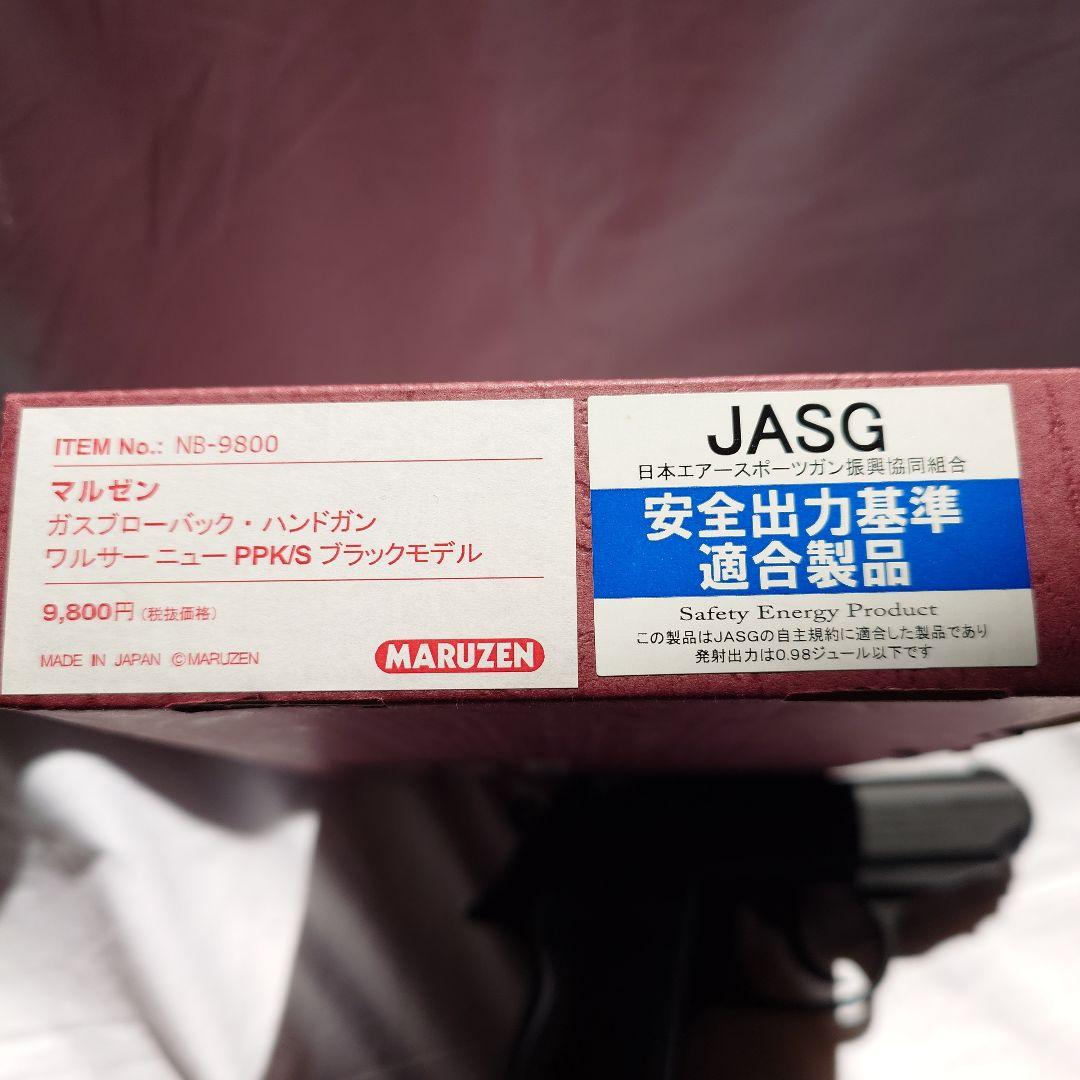 ITEM No.: NB-9800
マルゼン
ガスブローバック・ハンドガン
ワルサー ニュー PPK/S ブラックモデル
9,800円 (税抜価格)
MADE IN JAPAN ©MARUZEN
MARUZEN
JASG
日本エアースポーツガン振興協同組合
安全出力基準
適合製品
Safety Energy Product
この製品はJASGの自主規約に適合した製品であり
発射出力は0.98ジュール以下です